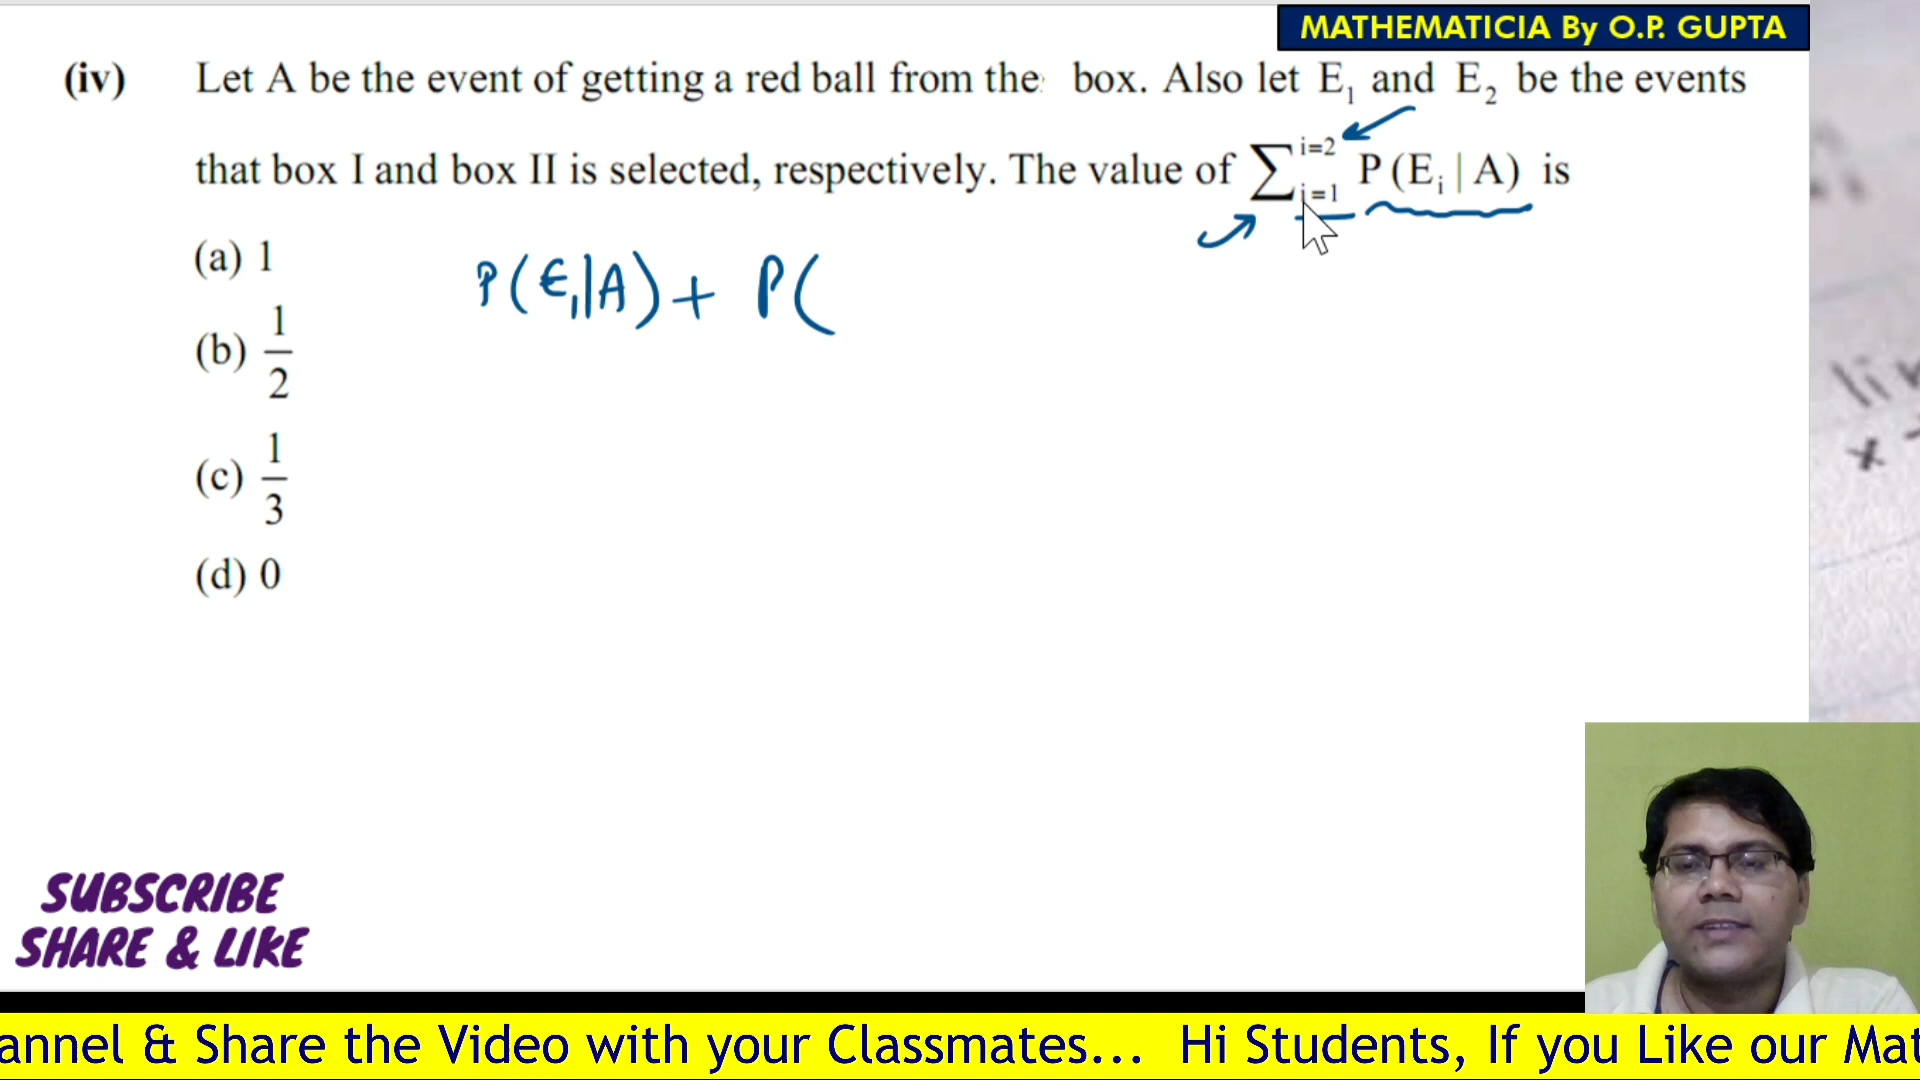 MATHEMATICIA By O.P. GUPTA
(iv) Let A be the event of getting a red ball from the box. Also let E₁ and E₂ be the events
that box I and box II is selected, respectively. The value of ∑ᵢ₌₁ⁱ⁼² P(Eᵢ | A) is
(a) 1
P(E₁|A) + P(
(b) 1/2
(c) 1/3
(d) 0
lim
x
SUBSCRIBE
SHARE & LIKE
annel & Share the Video with your Classmates... Hi Students, If you Like our Mat